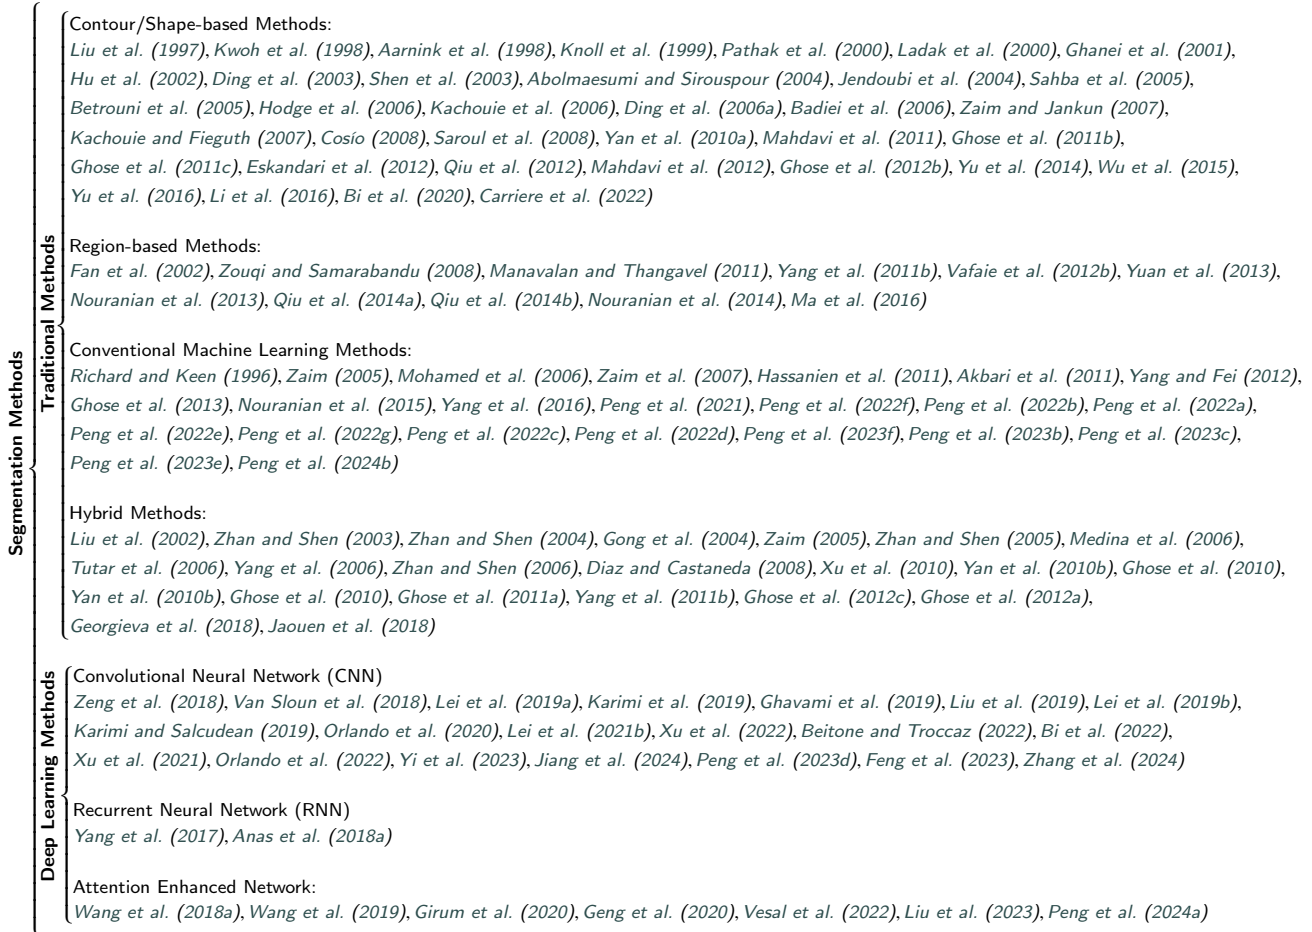 Segmentation Methods
Traditional Methods
Contour/Shape-based Methods:
Liu et al. (1997), Kwoh et al. (1998), Aarnink et al. (1998), Knoll et al. (1999), Pathak et al. (2000), Ladak et al. (2000), Ghanei et al. (2001),
Hu et al. (2002), Ding et al. (2003), Shen et al. (2003), Abolmaesumi and Sirouspour (2004), Jendoubi et al. (2004), Sahba et al. (2005),
Betrouni et al. (2005), Hodge et al. (2006), Kachouie et al. (2006), Ding et al. (2006a), Badiei et al. (2006), Zaim and Jankun (2007),
Kachouie and Fieguth (2007), Cosío (2008), Saroul et al. (2008), Yan et al. (2010a), Mahdavi et al. (2011), Ghose et al. (2011b),
Ghose et al. (2011c), Eskandari et al. (2012), Qiu et al. (2012), Mahdavi et al. (2012), Ghose et al. (2012b), Yu et al. (2014), Wu et al. (2015),
Yu et al. (2016), Li et al. (2016), Bi et al. (2020), Carriere et al. (2022)
Region-based Methods:
Fan et al. (2002), Zouqi and Samarabandu (2008), Manavalan and Thangavel (2011), Yang et al. (2011b), Vafaie et al. (2012b), Yuan et al. (2013),
Nouranian et al. (2013), Qiu et al. (2014a), Qiu et al. (2014b), Nouranian et al. (2014), Ma et al. (2016)
Conventional Machine Learning Methods:
Richard and Keen (1996), Zaim (2005), Mohamed et al. (2006), Zaim et al. (2007), Hassanien et al. (2011), Akbari et al. (2011), Yang and Fei (2012),
Ghose et al. (2013), Nouranian et al. (2015), Yang et al. (2016), Peng et al. (2021), Peng et al. (2022f), Peng et al. (2022b), Peng et al. (2022a),
Peng et al. (2022e), Peng et al. (2022g), Peng et al. (2022c), Peng et al. (2022d), Peng et al. (2023f), Peng et al. (2023b), Peng et al. (2023c),
Peng et al. (2023e), Peng et al. (2024b)
Hybrid Methods:
Liu et al. (2002), Zhan and Shen (2003), Zhan and Shen (2004), Gong et al. (2004), Zaim (2005), Zhan and Shen (2005), Medina et al. (2006),
Tutar et al. (2006), Yang et al. (2006), Zhan and Shen (2006), Diaz and Castaneda (2008), Xu et al. (2010), Yan et al. (2010b), Ghose et al. (2010),
Yan et al. (2010b), Ghose et al. (2010), Ghose et al. (2011a), Yang et al. (2011b), Ghose et al. (2012c), Ghose et al. (2012a),
Georgieva et al. (2018), Jaouen et al. (2018)
Deep Learning Methods
Convolutional Neural Network (CNN)
Zeng et al. (2018), Van Sloun et al. (2018), Lei et al. (2019a), Karimi et al. (2019), Ghavami et al. (2019), Liu et al. (2019), Lei et al. (2019b),
Karimi and Salcudean (2019), Orlando et al. (2020), Lei et al. (2021b), Xu et al. (2022), Beitone and Troccaz (2022), Bi et al. (2022),
Xu et al. (2021), Orlando et al. (2022), Yi et al. (2023), Jiang et al. (2024), Peng et al. (2023d), Feng et al. (2023), Zhang et al. (2024)
Recurrent Neural Network (RNN)
Yang et al. (2017), Anas et al. (2018a)
Attention Enhanced Network:
Wang et al. (2018a), Wang et al. (2019), Girum et al. (2020), Geng et al. (2020), Vesal et al. (2022), Liu et al. (2023), Peng et al. (2024a)